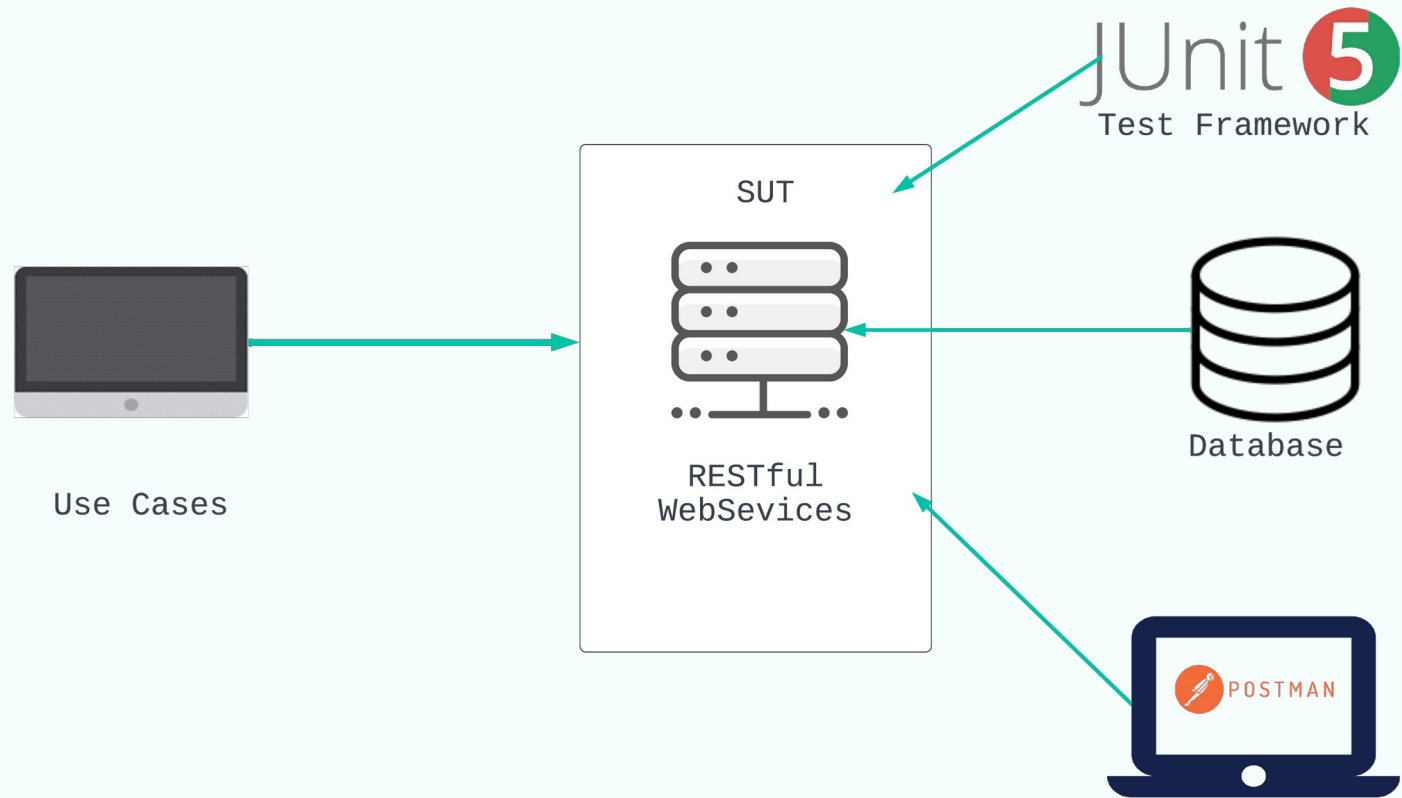 JUnit 5
Test Framework
SUT
Database
Use Cases
RESTful
WebSevices
POSTMAN